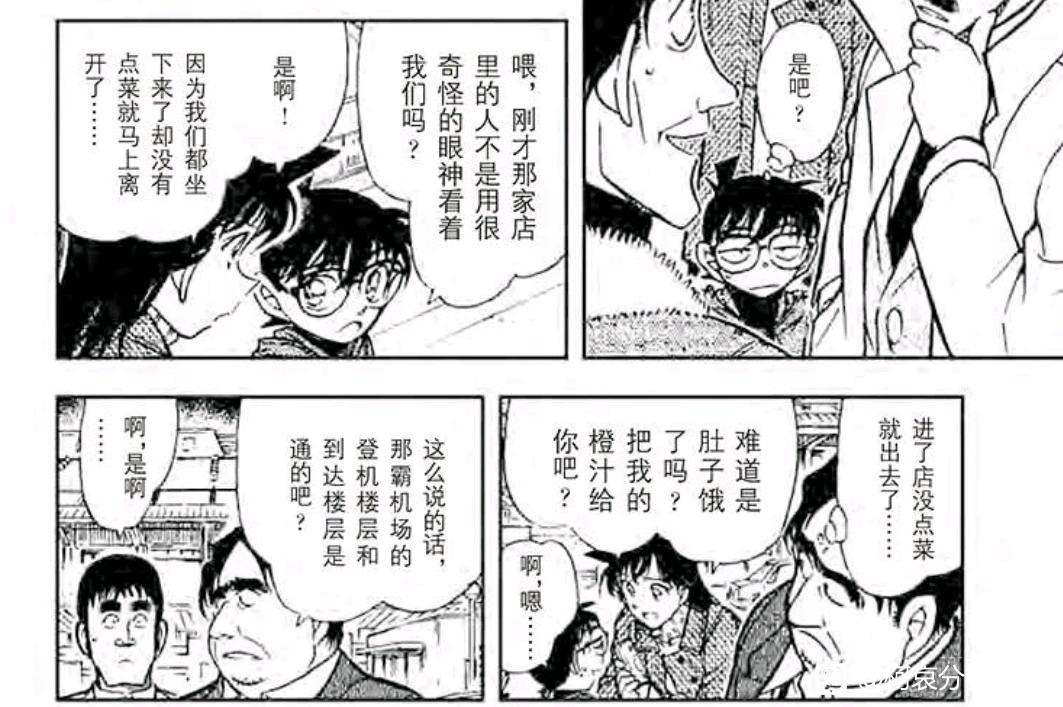 是吧？
喂，刚才那家店
里的人不是用很
奇怪的眼神看着
我们吗？
是啊！
因为我们都坐
下来了却没有
点菜就马上离
开了……
进了店没点菜
就出去了……
难道是
肚子饿
了吗？
把我的
橙汁给
你吧？
啊，嗯……
这么说的话，
那霸机场的
登机楼层和
到达楼层是
通的吧？
啊，是啊
……
@柯哀分